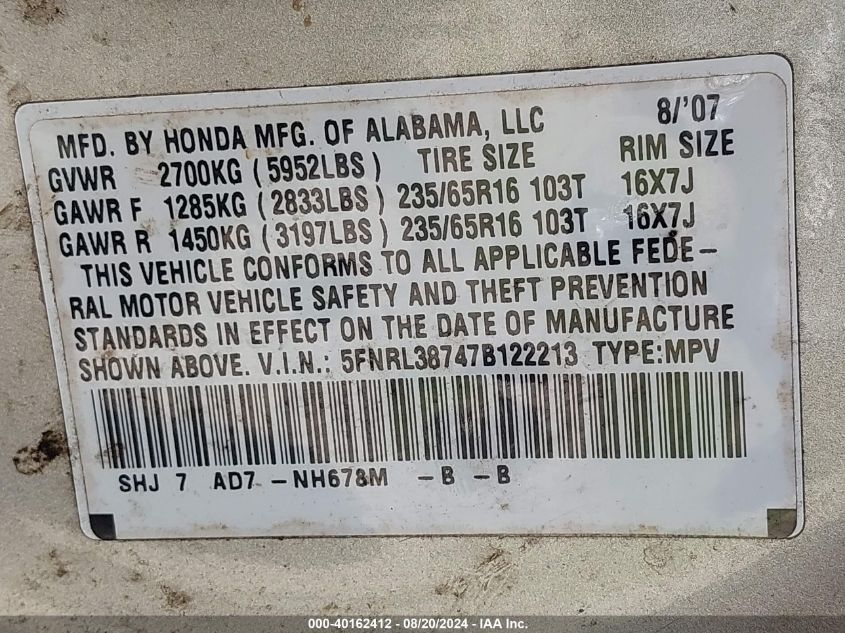 MFD. BY HONDA MFG. OF ALABAMA, LLC 8/'07
GVWR 2700KG (5952LBS) TIRE SIZE RIM SIZE
GAWR F 1285KG (2833LBS) 235/65R16 103T 16X7J
GAWR R 1450KG (3197LBS) 235/65R16 103T 16X7J
THIS VEHICLE CONFORMS TO ALL APPLICABLE FEDE-
RAL MOTOR VEHICLE SAFETY AND THEFT PREVENTION
STANDARDS IN EFFECT ON THE DATE OF MANUFACTURE
SHOWN ABOVE. V.I.N.: 5FNRL38747B122213 TYPE:MPV
SHJ 7 AD7 -NH678M -B -B
000-40162412 - 08/20/2024 - IAA Inc.